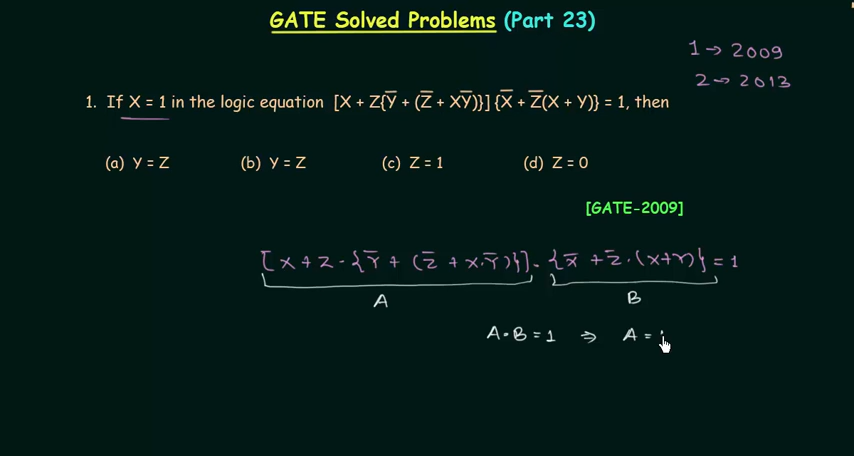 GATE Solved Problems (Part 23)
1 → 2009
2 → 2013
1. If X = 1 in the logic equation [X + Z{Y̅ + (Z̅ + XY̅)}] {X̅ + Z̅(X + Y)} = 1, then
(a) Y = Z (b) Y = Z (c) Z = 1 (d) Z = 0
[GATE-2009]
[X + Z · {Y̅ + (Z̅ + X·Y̅)}] · {X̅ + Z̅ · (X+Y)} = 1
A B
A · B = 1 ⇒ A =